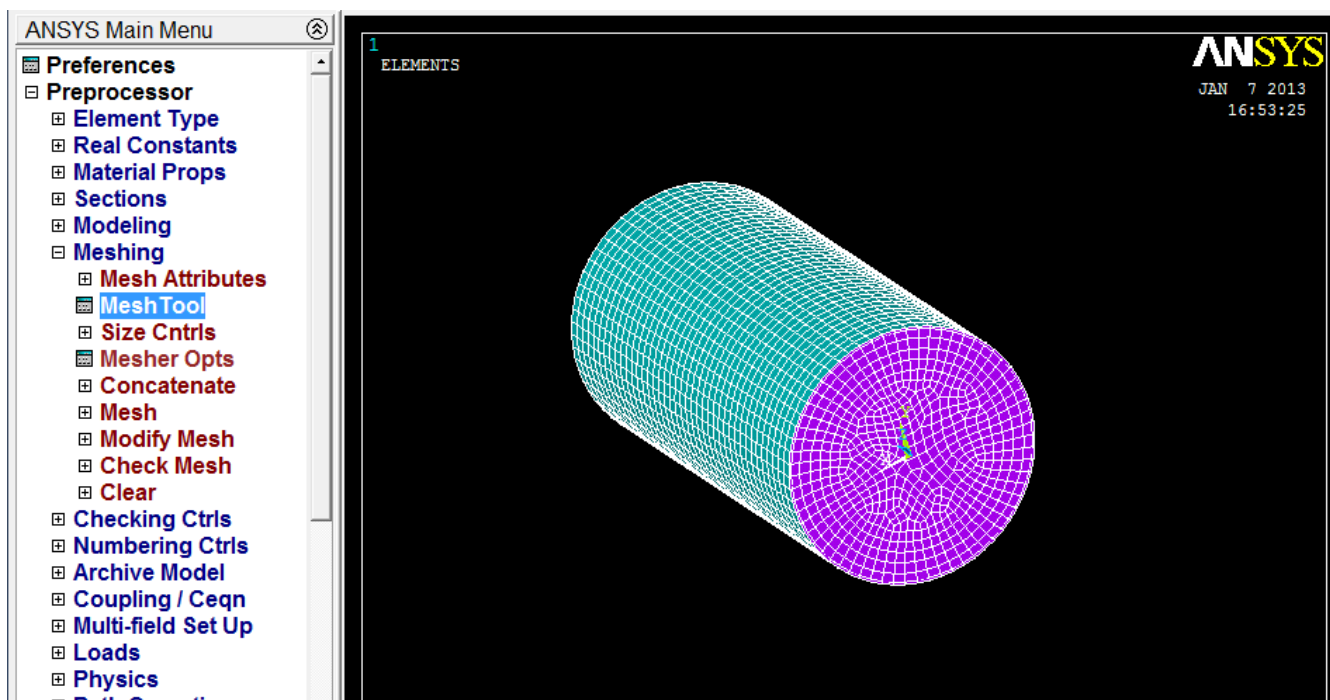 ANSYS Main Menu
Preferences
Preprocessor
Element Type
Real Constants
Material Props
Sections
Modeling
Meshing
Mesh Attributes
MeshTool
Size Cntrls
Mesher Opts
Concatenate
Mesh
Modify Mesh
Check Mesh
Clear
Checking Ctrls
Numbering Ctrls
Archive Model
Coupling / Ceqn
Multi-field Set Up
Loads
Physics
1
ELEMENTS
ANSYS
JAN 7 2013
16:53:25